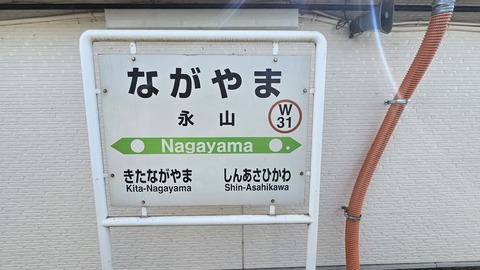 ながやま
永山
W
31
Nagayama
きたながやま しんあさひかわ
Kita-Nagayama Shin-Asahikawa